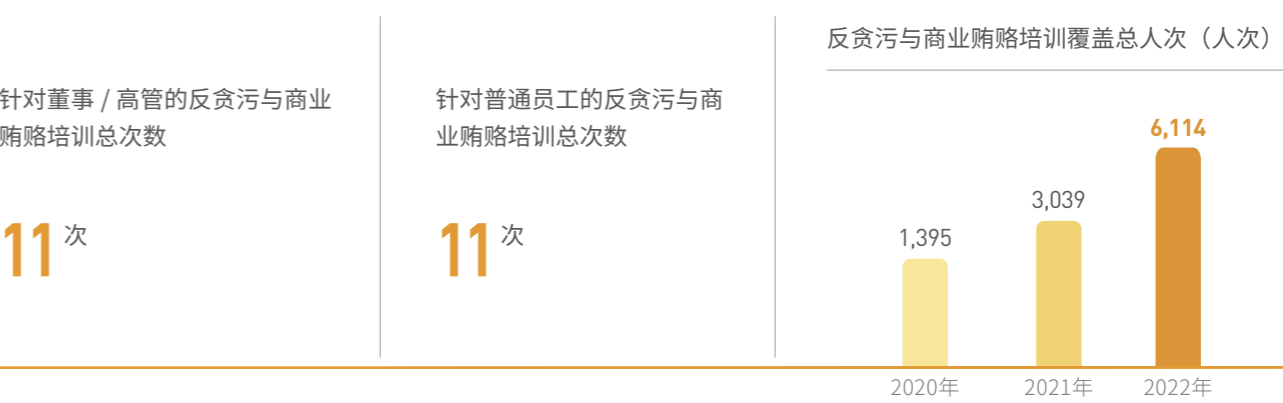 针对董事 / 高管的反贪污与商业
贿赂培训总次数
11 次
针对普通员工的反贪污与商
业贿赂培训总次数
11 次
反贪污与商业贿赂培训覆盖总人次（人次）
6,114
3,039
1,395
2020年
2021年
2022年